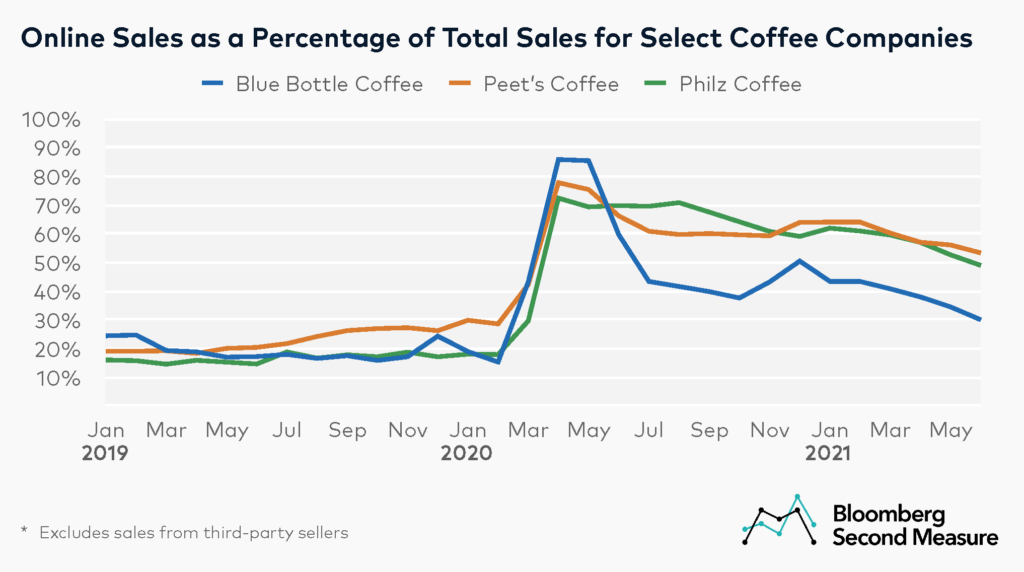 Online Sales as a Percentage of Total Sales for Select Coffee Companies
Blue Bottle Coffee Peet's Coffee Philz Coffee
100%
90%
80%
70%
60%
50%
40%
30%
20%
10%
Jan Mar May Jul Sep Nov Jan Mar May Jul Sep Nov Jan Mar May
2019 2020 2021
* Excludes sales from third-party sellers
Bloomberg
Second Measure